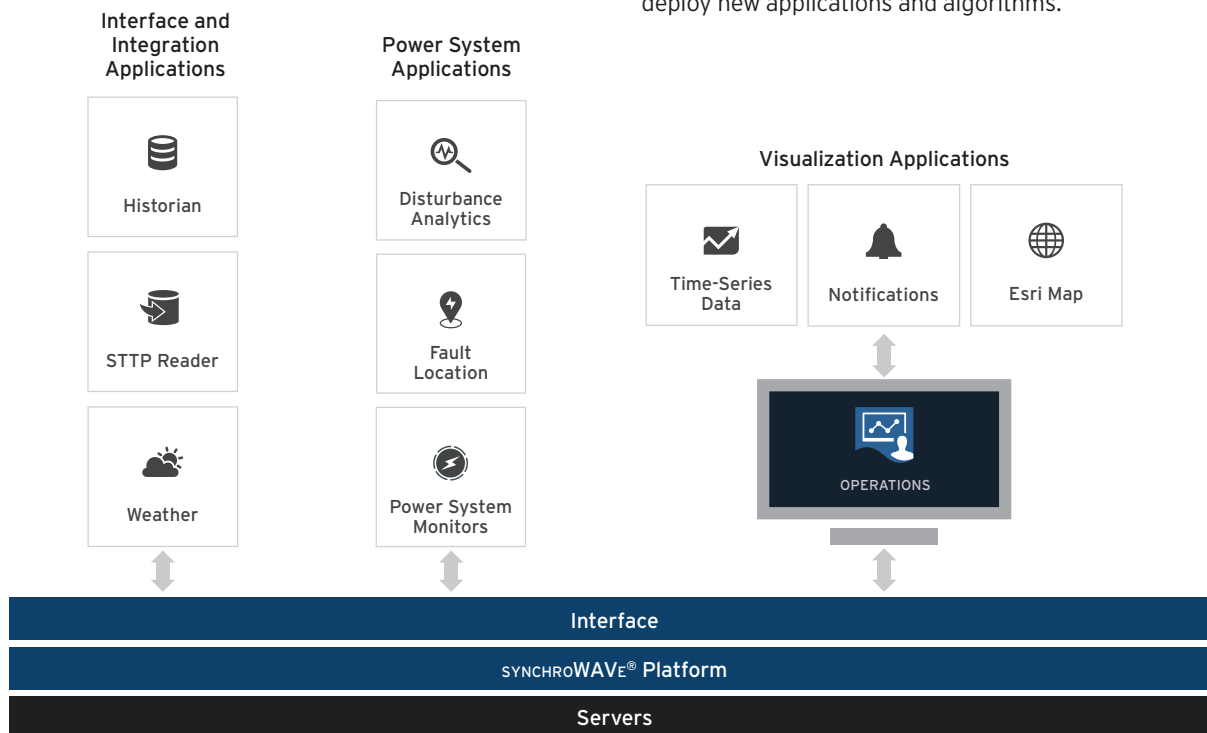 deploy new applications and algorithms.
Interface and
Integration
Applications
Historian
STTP Reader
Weather
Power System
Applications
Disturbance
Analytics
Fault
Location
Power System
Monitors
Visualization Applications
Time-Series
Data
Notifications
Esri Map
OPERATIONS
Interface
SYNCHROWAVE® Platform
Servers